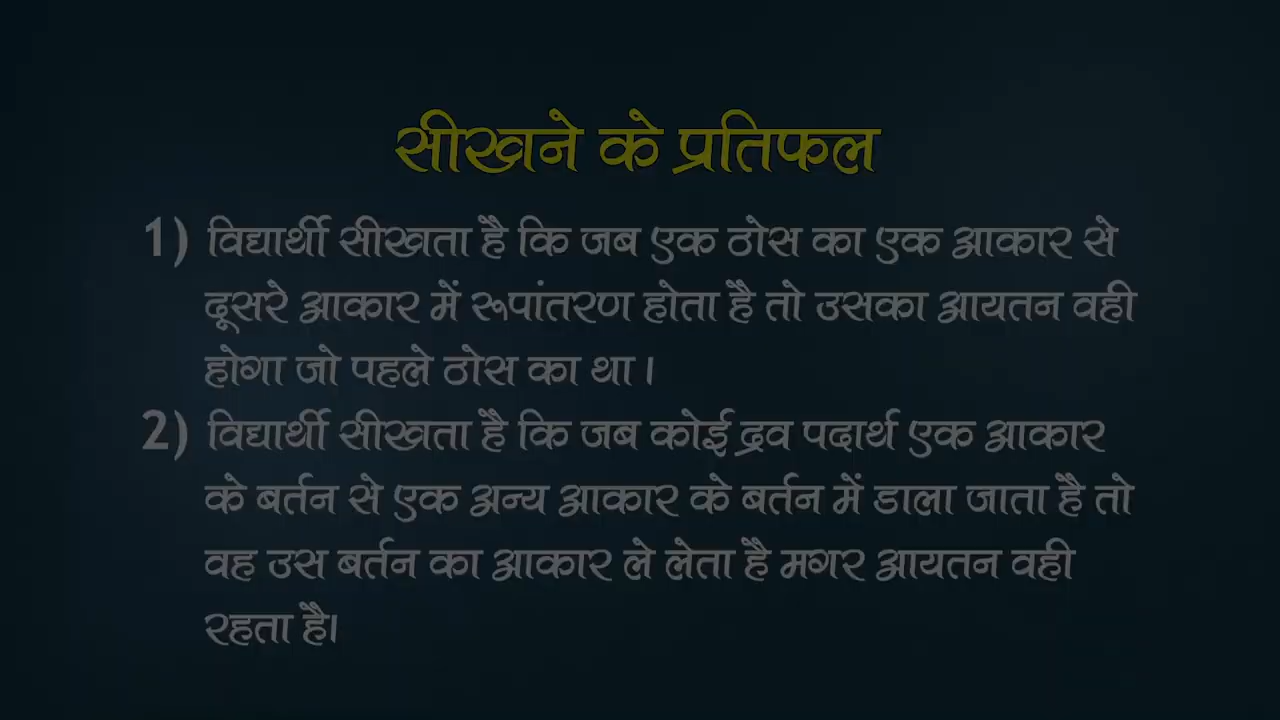 सीखने के प्रतिफल
1) विद्यार्थी सीखता है कि जब एक ठोस का एक आकार से
दूसरे आकार में रूपांतरण होता है तो उसका आयतन वही
होगा जो पहले ठोस का था।
2) विद्यार्थी सीखता है कि जब कोई द्रव पदार्थ एक आकार
के बर्तन से एक अन्य आकार के बर्तन में डाला जाता है तो
वह उस बर्तन का आकार ले लेता है मगर आयतन वही
रहता है।